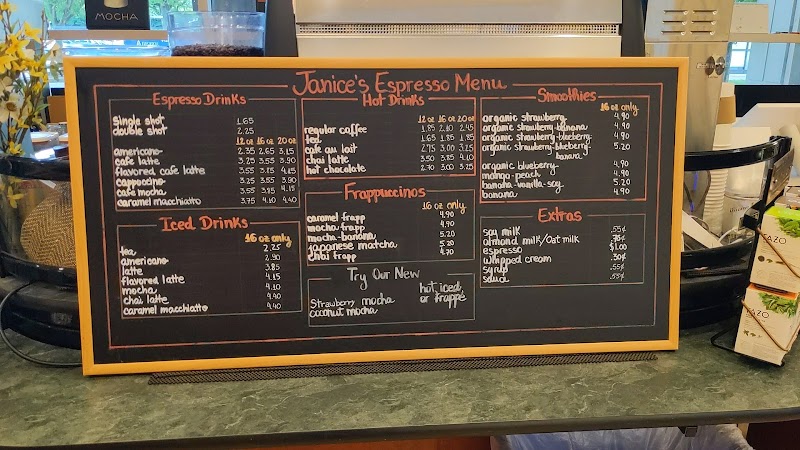 MOCHA
Janice's Espresso Menu
Espresso Drinks
single shot 1.65
double shot 2.25
12 oz 16 oz 20 oz
americano 2.35 2.65 3.15
cafe latte 3.25 3.55 3.90
flavored cafe latte 3.55 3.85 4.25
cappuccino 3.25 3.55 3.90
cafe mocha 3.55 3.85 4.15
caramel macchiatto 3.75 4.10 4.40
Iced Drinks
16 oz only
tea 2.25
americano 2.90
latte 3.85
flavored latte 4.15
mocha 4.10
chai latte 4.40
caramel macchiatto 4.40
Hot Drinks
12 oz 16 oz 20 oz
regular coffee 1.85 2.10 2.45
tea 1.65 1.85 1.85
cafe au lait 2.75 3.00 3.25
chai latte 3.50 3.85 4.10
hot chocolate 2.70 3.00 3.25
Frappuccinos
16 oz only
caramel frapp 4.90
mocha frapp 4.90
mocha-banana 5.20
japanese matcha 5.20
chai frapp 4.70
Try Our New
Strawberry mocha
coconut mocha
hot, iced,
or frappé
Smoothies
16 oz only
organic strawberry 4.90
organic strawberry-banana 4.90
organic strawberry-blueberry 4.90
organic strawberry-blueberry- 5.20
banana
organic blueberry 4.90
mango-peach 4.90
banana-vanilla-soy 5.20
banana 4.90
Extras
soy milk .55¢
almond milk/Oat milk .75¢
espresso $1.00
whipped cream .30¢
syrup .55¢
sauce .55¢
AZO
AZO